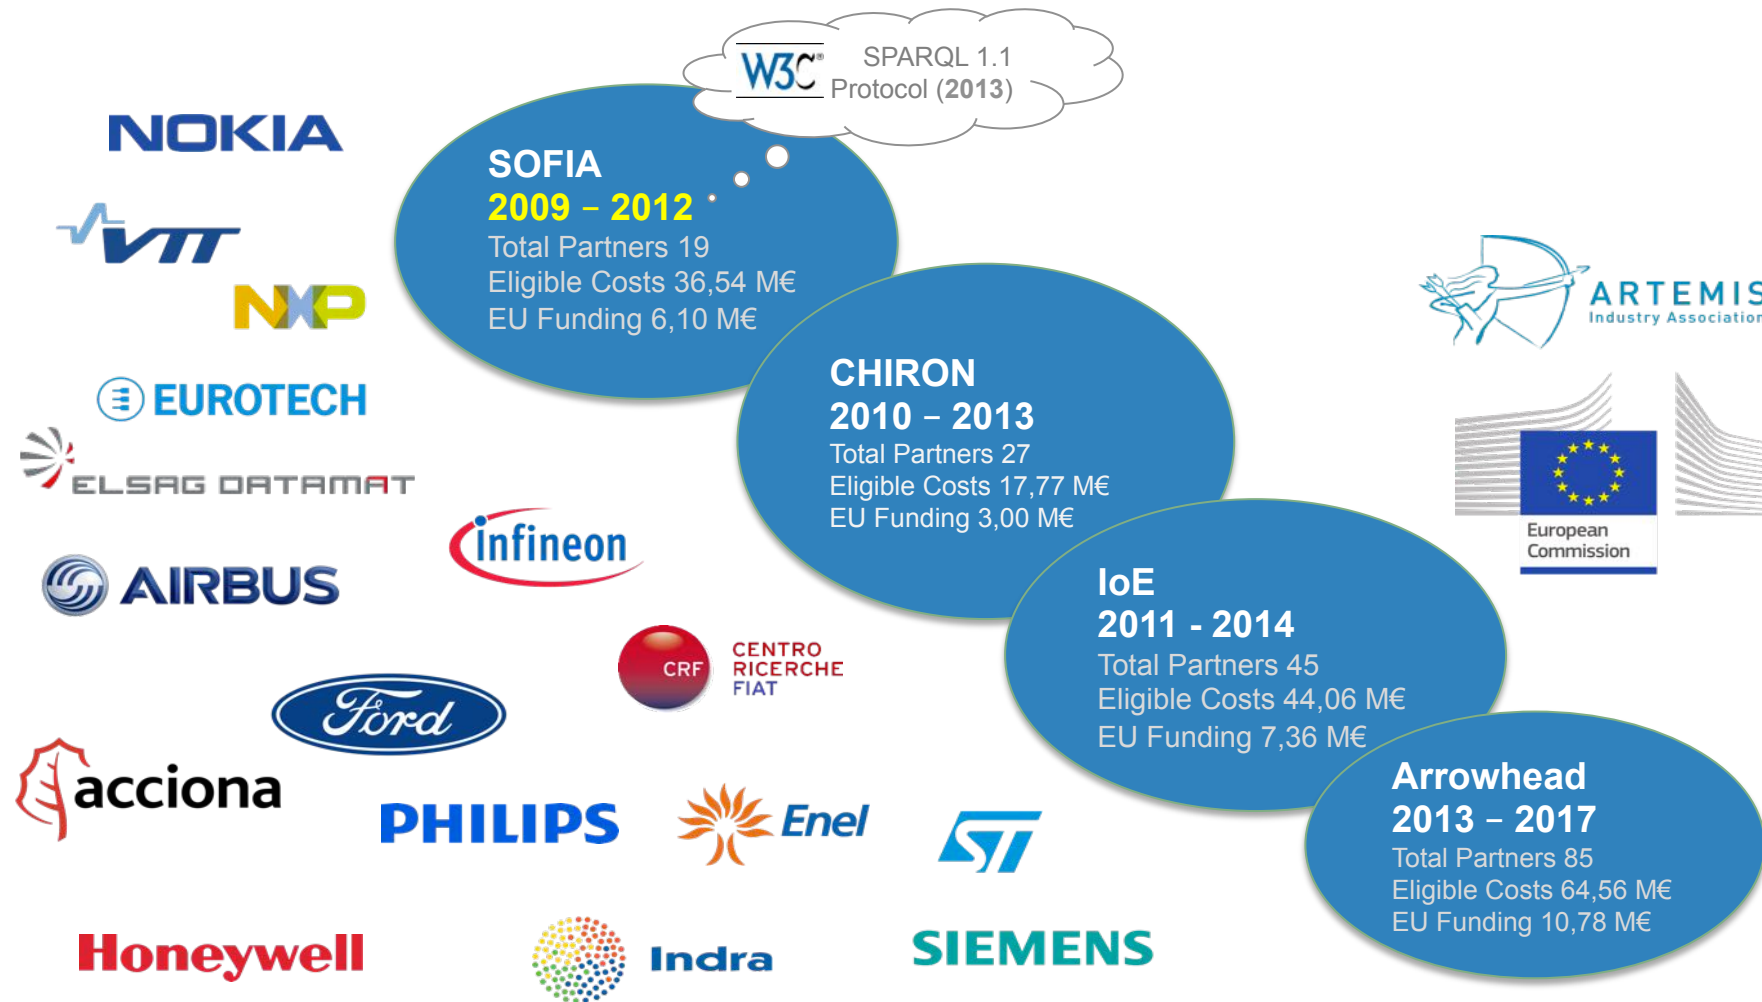 W3C®
SPARQL 1.1
Protocol (2013)
NOKIA
VTT
NXP
EUROTECH
ELSAG DATAMAT
AIRBUS
infineon
CRF
CENTRO
RICERCHE
FIAT
Ford
acciona
PHILIPS
Enel
ST
Honeywell
Indra
SIEMENS
SOFIA
2009 – 2012
Total Partners 19
Eligible Costs 36,54 M€
EU Funding 6,10 M€
CHIRON
2010 – 2013
Total Partners 27
Eligible Costs 17,77 M€
EU Funding 3,00 M€
IoE
2011 - 2014
Total Partners 45
Eligible Costs 44,06 M€
EU Funding 7,36 M€
Arrowhead
2013 – 2017
Total Partners 85
Eligible Costs 64,56 M€
EU Funding 10,78 M€
ARTEMIS
Industry Association
European
Commission